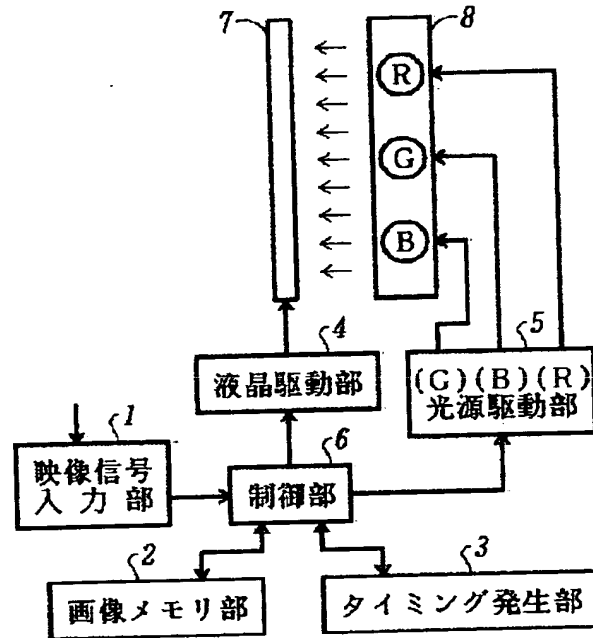 7
8
R
G
B
4
液晶駆動部
5
(G)(B)(R)
光源駆動部
1
映像信号
入力部
6
制御部
2
画像メモリ部
3
タイミング発生部